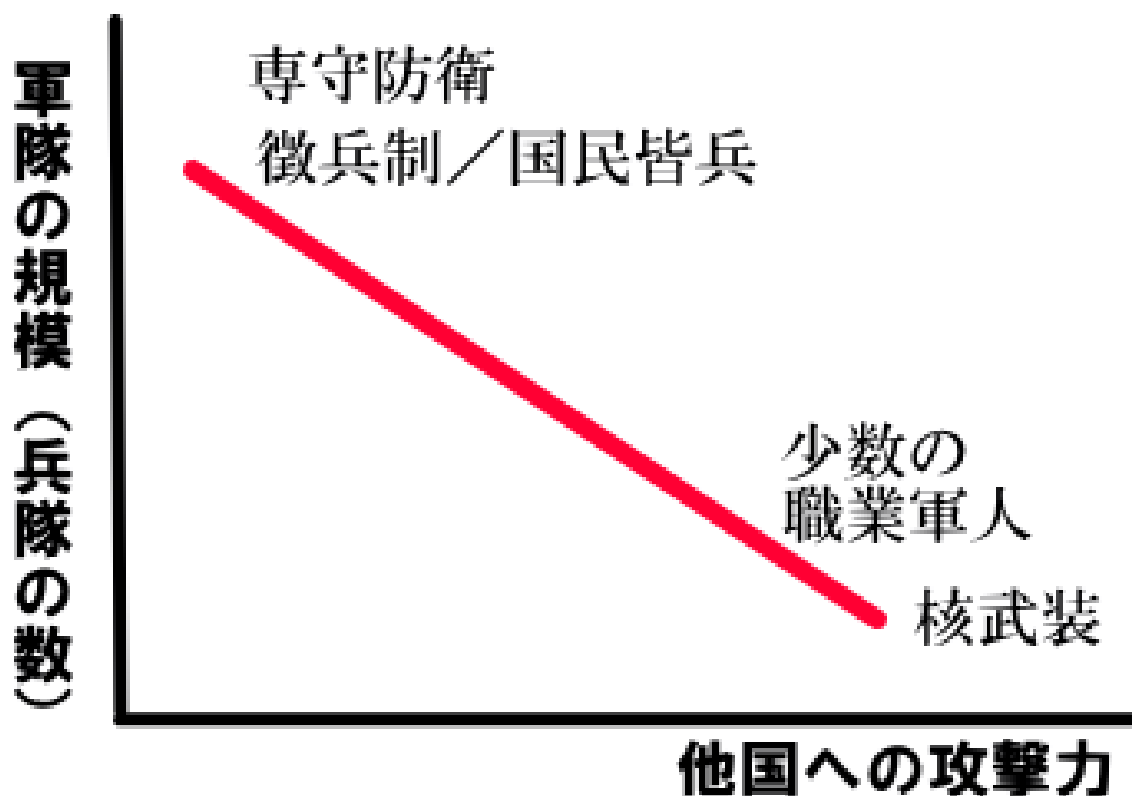 軍隊の規模（兵隊の数）
専守防衛
徴兵制／国民皆兵
少数の
職業軍人
核武装
他国への攻撃力